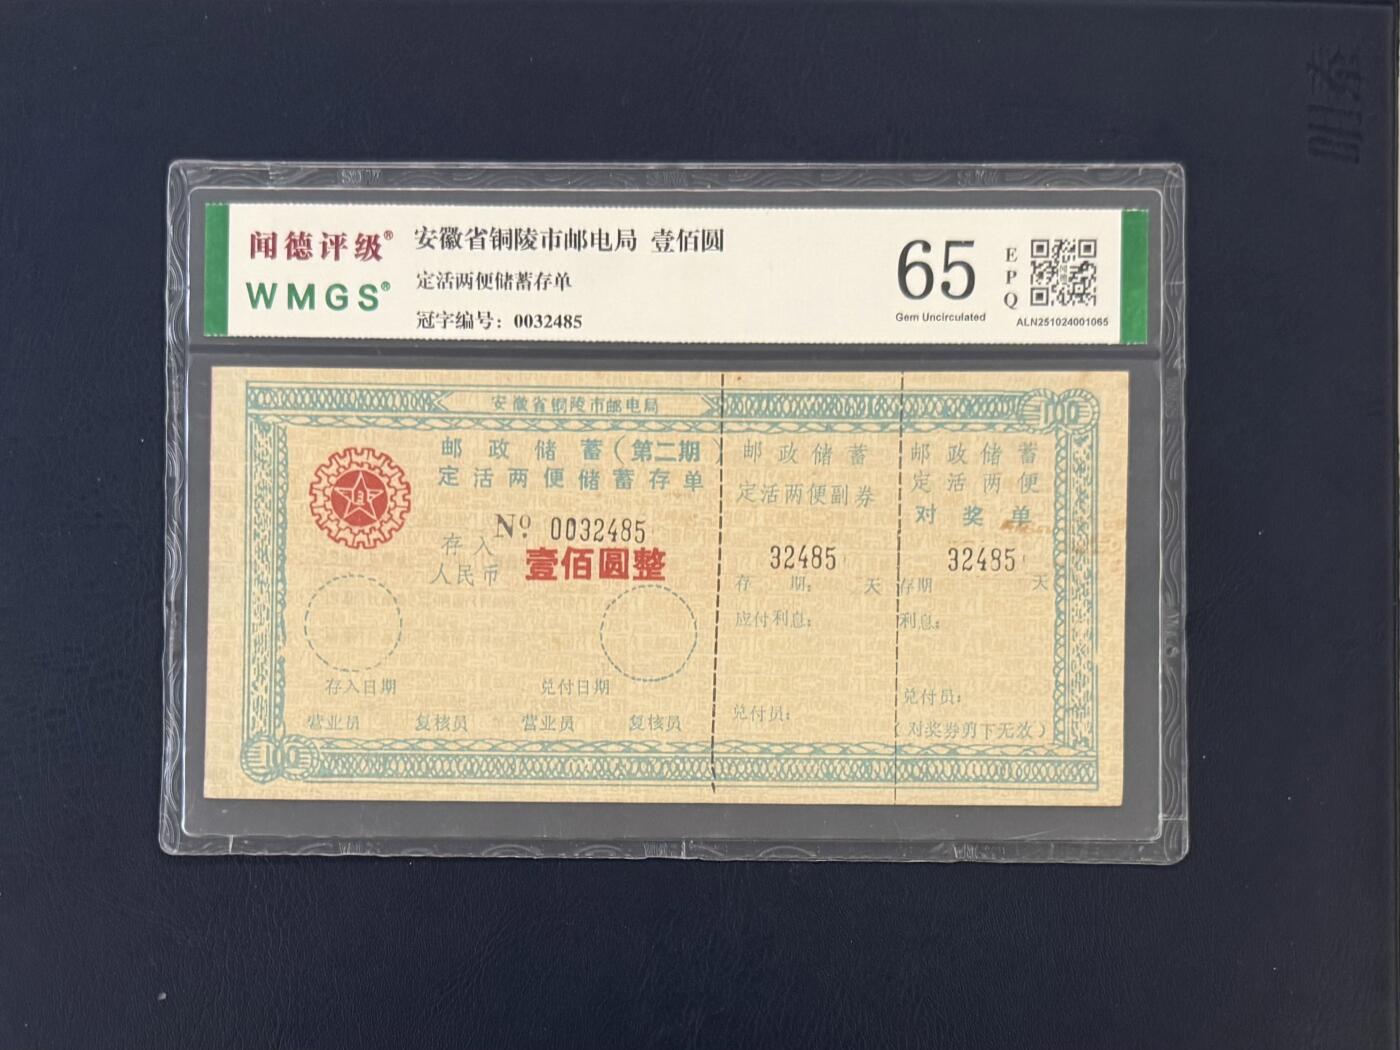 闻德评级®
WMGS®
安徽省铜陵市邮电局 壹佰圆
定活两便储蓄存单
冠字编号：0032485
65
Gem Uncirculated
EPQ
ALN251024001065
安徽省铜陵市邮电局
100
邮政储蓄（第二期）
定活两便储蓄存单
Nº 0032485
存入
人民币 壹佰圆整
存入日期 兑付日期
营业员 复核员 营业员 复核员
100
邮政储蓄
定活两便副券
32485
存期：天
应付利息：
兑付员：
邮政储蓄
定活两便
对奖单
32485
存期 天
利息：
兑付员：
（对奖券剪下无效）